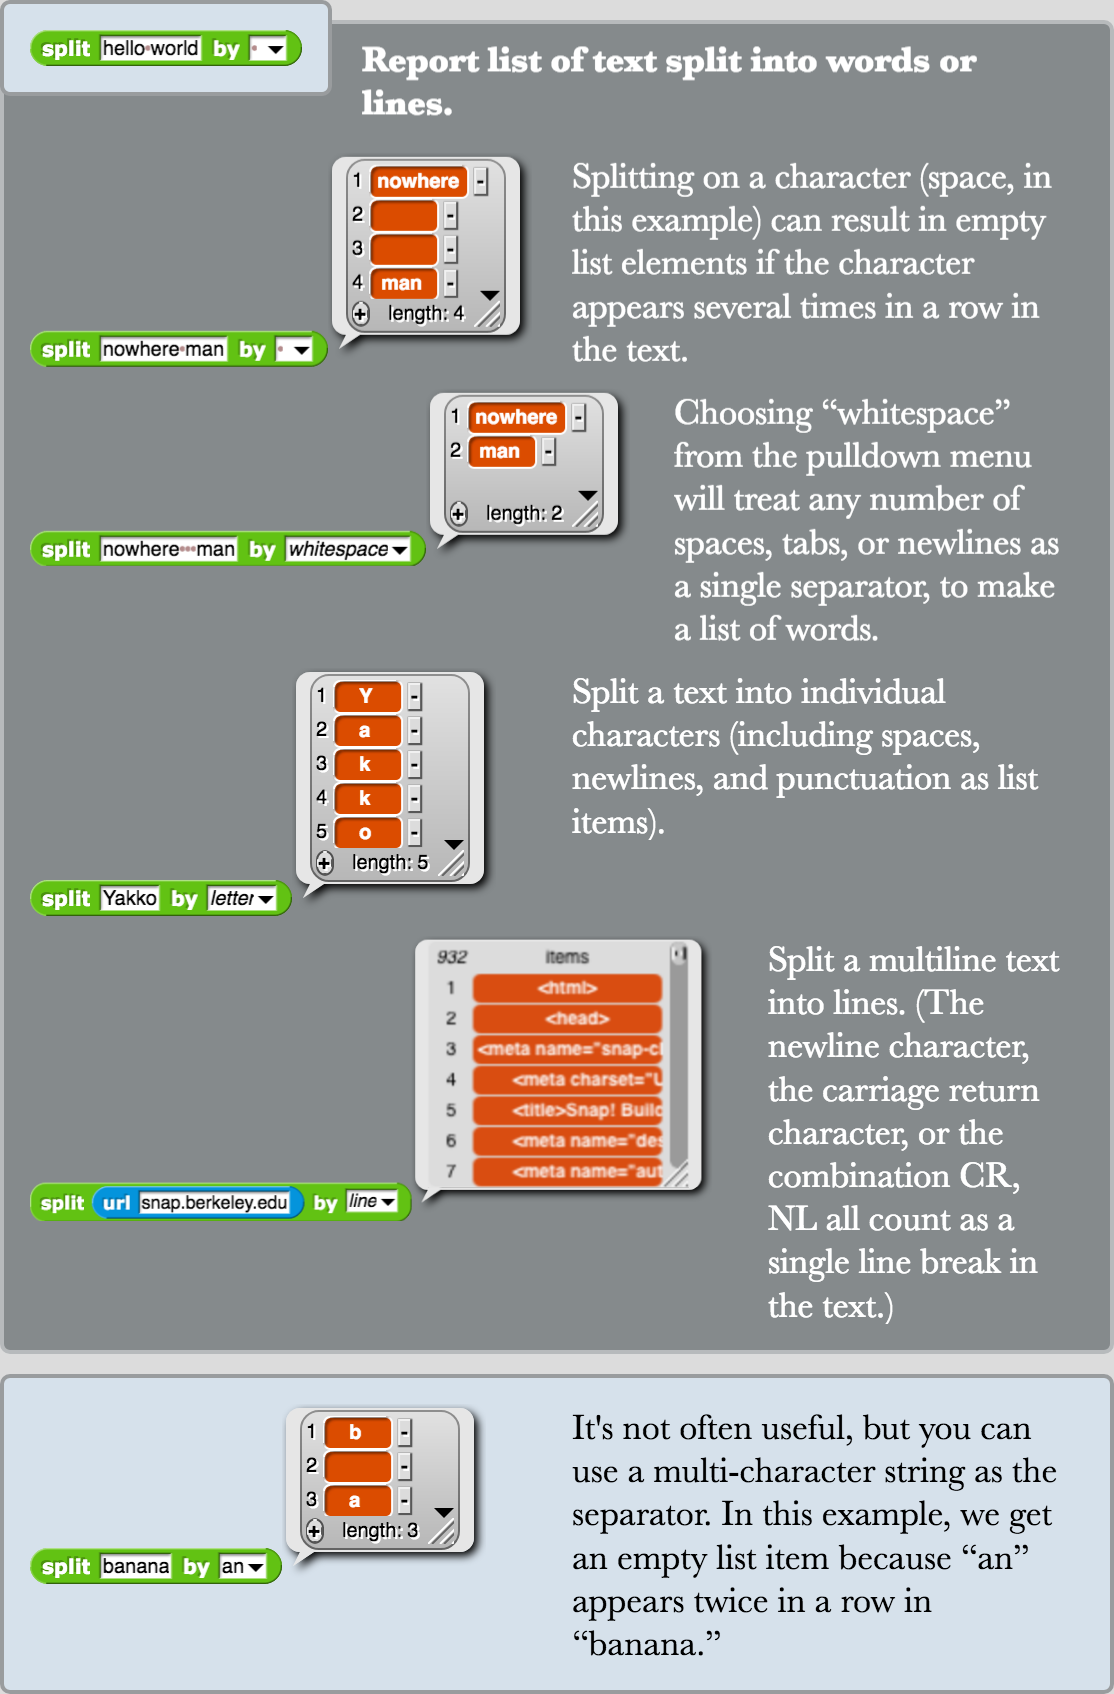 split hello·world by ·
Report list of text split into words or
lines.
1 nowhere -
2 -
3 -
4 man -
+ length: 4
split nowhere·man by ·
Splitting on a character (space, in
this example) can result in empty
list elements if the character
appears several times in a row in
the text.
1 nowhere -
2 man -
+ length: 2
split nowhere···man by whitespace
Choosing “whitespace”
from the pulldown menu
will treat any number of
spaces, tabs, or newlines as
a single separator, to make
a list of words.
1 Y -
2 a -
3 k -
4 k -
5 o -
+ length: 5
split Yakko by letter
Split a text into individual
characters (including spaces,
newlines, and punctuation as list
items).
932 items
1 <html>
2 <head>
3 <meta name="snap-cl
4 <meta charset="U
5 <title>Snap! Build
6 <meta name="des
7 <meta name="aut
split url snap.berkeley.edu by line
Split a multiline text
into lines. (The
newline character,
the carriage return
character, or the
combination CR,
NL all count as a
single line break in
the text.)
1 b -
2 -
3 a -
+ length: 3
split banana by an
It's not often useful, but you can
use a multi-character string as the
separator. In this example, we get
an empty list item because “an”
appears twice in a row in
“banana.”